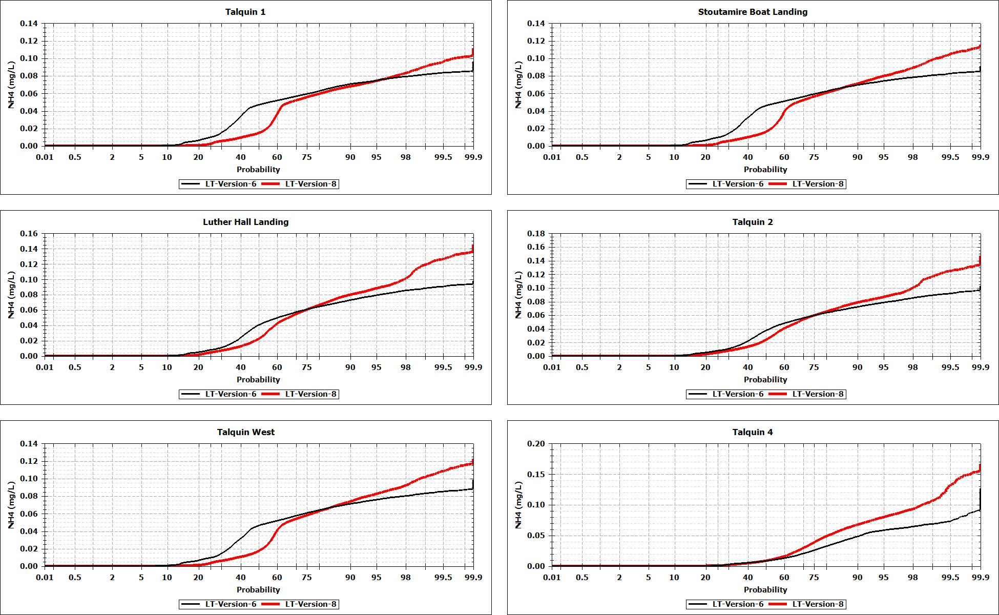 Talquin 1
NH4 (mg/L)
0.14
0.12
0.10
0.08
0.06
0.04
0.02
0.00
0.01 0.5 2 5 10 20 40 60 75 90 95 98 99.5 99.9
Probability
LT-Version-6 LT-Version-8
Stoutamire Boat Landing
NH4 (mg/L)
0.14
0.12
0.10
0.08
0.06
0.04
0.02
0.00
0.01 0.5 2 5 10 20 40 60 75 90 95 98 99.5 99.9
Probability
LT-Version-6 LT-Version-8
Luther Hall Landing
NH4 (mg/L)
0.16
0.14
0.12
0.10
0.08
0.06
0.04
0.02
0.00
0.01 0.5 2 5 10 20 40 60 75 90 95 98 99.5 99.9
Probability
LT-Version-6 LT-Version-8
Talquin 2
NH4 (mg/L)
0.18
0.16
0.14
0.12
0.10
0.08
0.06
0.04
0.02
0.00
0.01 0.5 2 5 10 20 40 60 75 90 95 98 99.5 99.9
Probability
LT-Version-6 LT-Version-8
Talquin West
NH4 (mg/L)
0.14
0.12
0.10
0.08
0.06
0.04
0.02
0.00
0.01 0.5 2 5 10 20 40 60 75 90 95 98 99.5 99.9
Probability
LT-Version-6 LT-Version-8
Talquin 4
NH4 (mg/L)
0.20
0.15
0.10
0.05
0.00
0.01 0.5 2 5 10 20 40 60 75 90 95 98 99.5 99.9
Probability
LT-Version-6 LT-Version-8